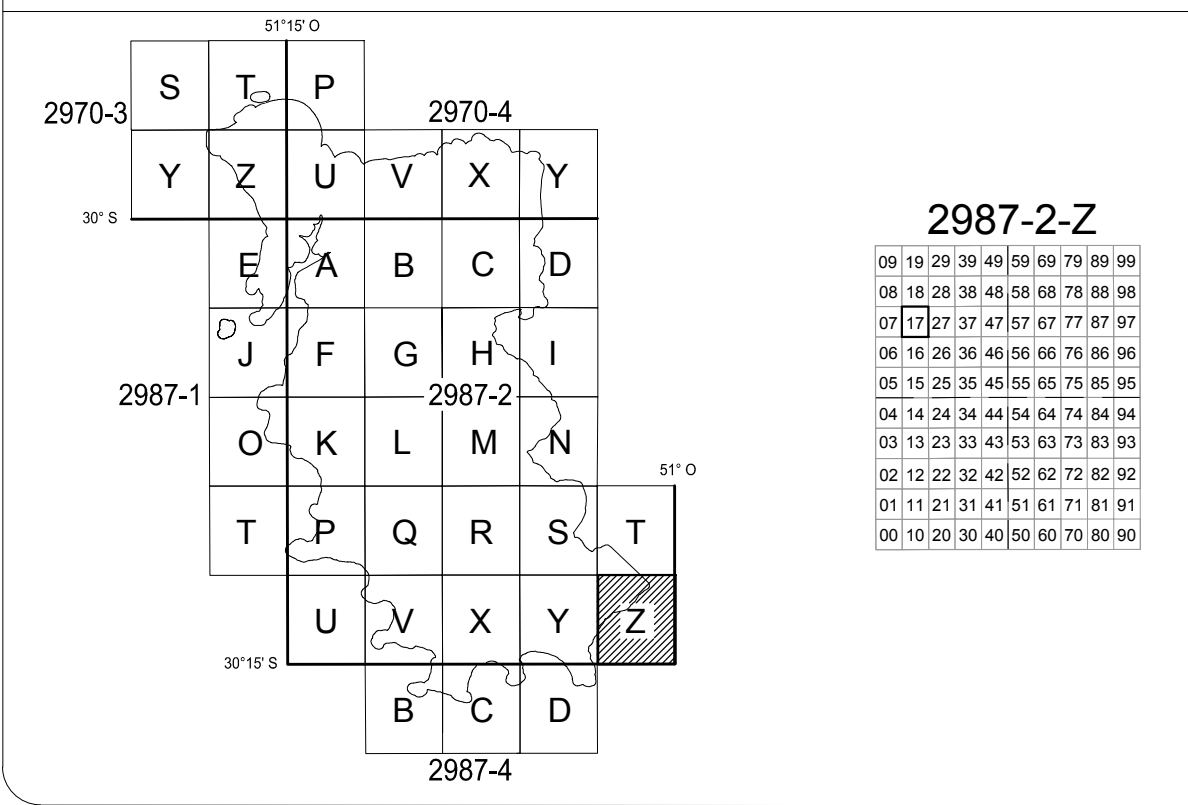 51°15' O
S T P
2970-3 2970-4
Y Z U V X Y
30° S
E A B C D
J F G H I
2987-1 2987-2
O K L M N
51° O
T P Q R S T
U V X Y Z
30°15' S
B C D
2987-4
2987-2-Z
09 19 29 39 49 59 69 79 89 99
08 18 28 38 48 58 68 78 88 98
07 17 27 37 47 57 67 77 87 97
06 16 26 36 46 56 66 76 86 96
05 15 25 35 45 55 65 75 85 95
04 14 24 34 44 54 64 74 84 94
03 13 23 33 43 53 63 73 83 93
02 12 22 32 42 52 62 72 82 92
01 11 21 31 41 51 61 71 81 91
00 10 20 30 40 50 60 70 80 90